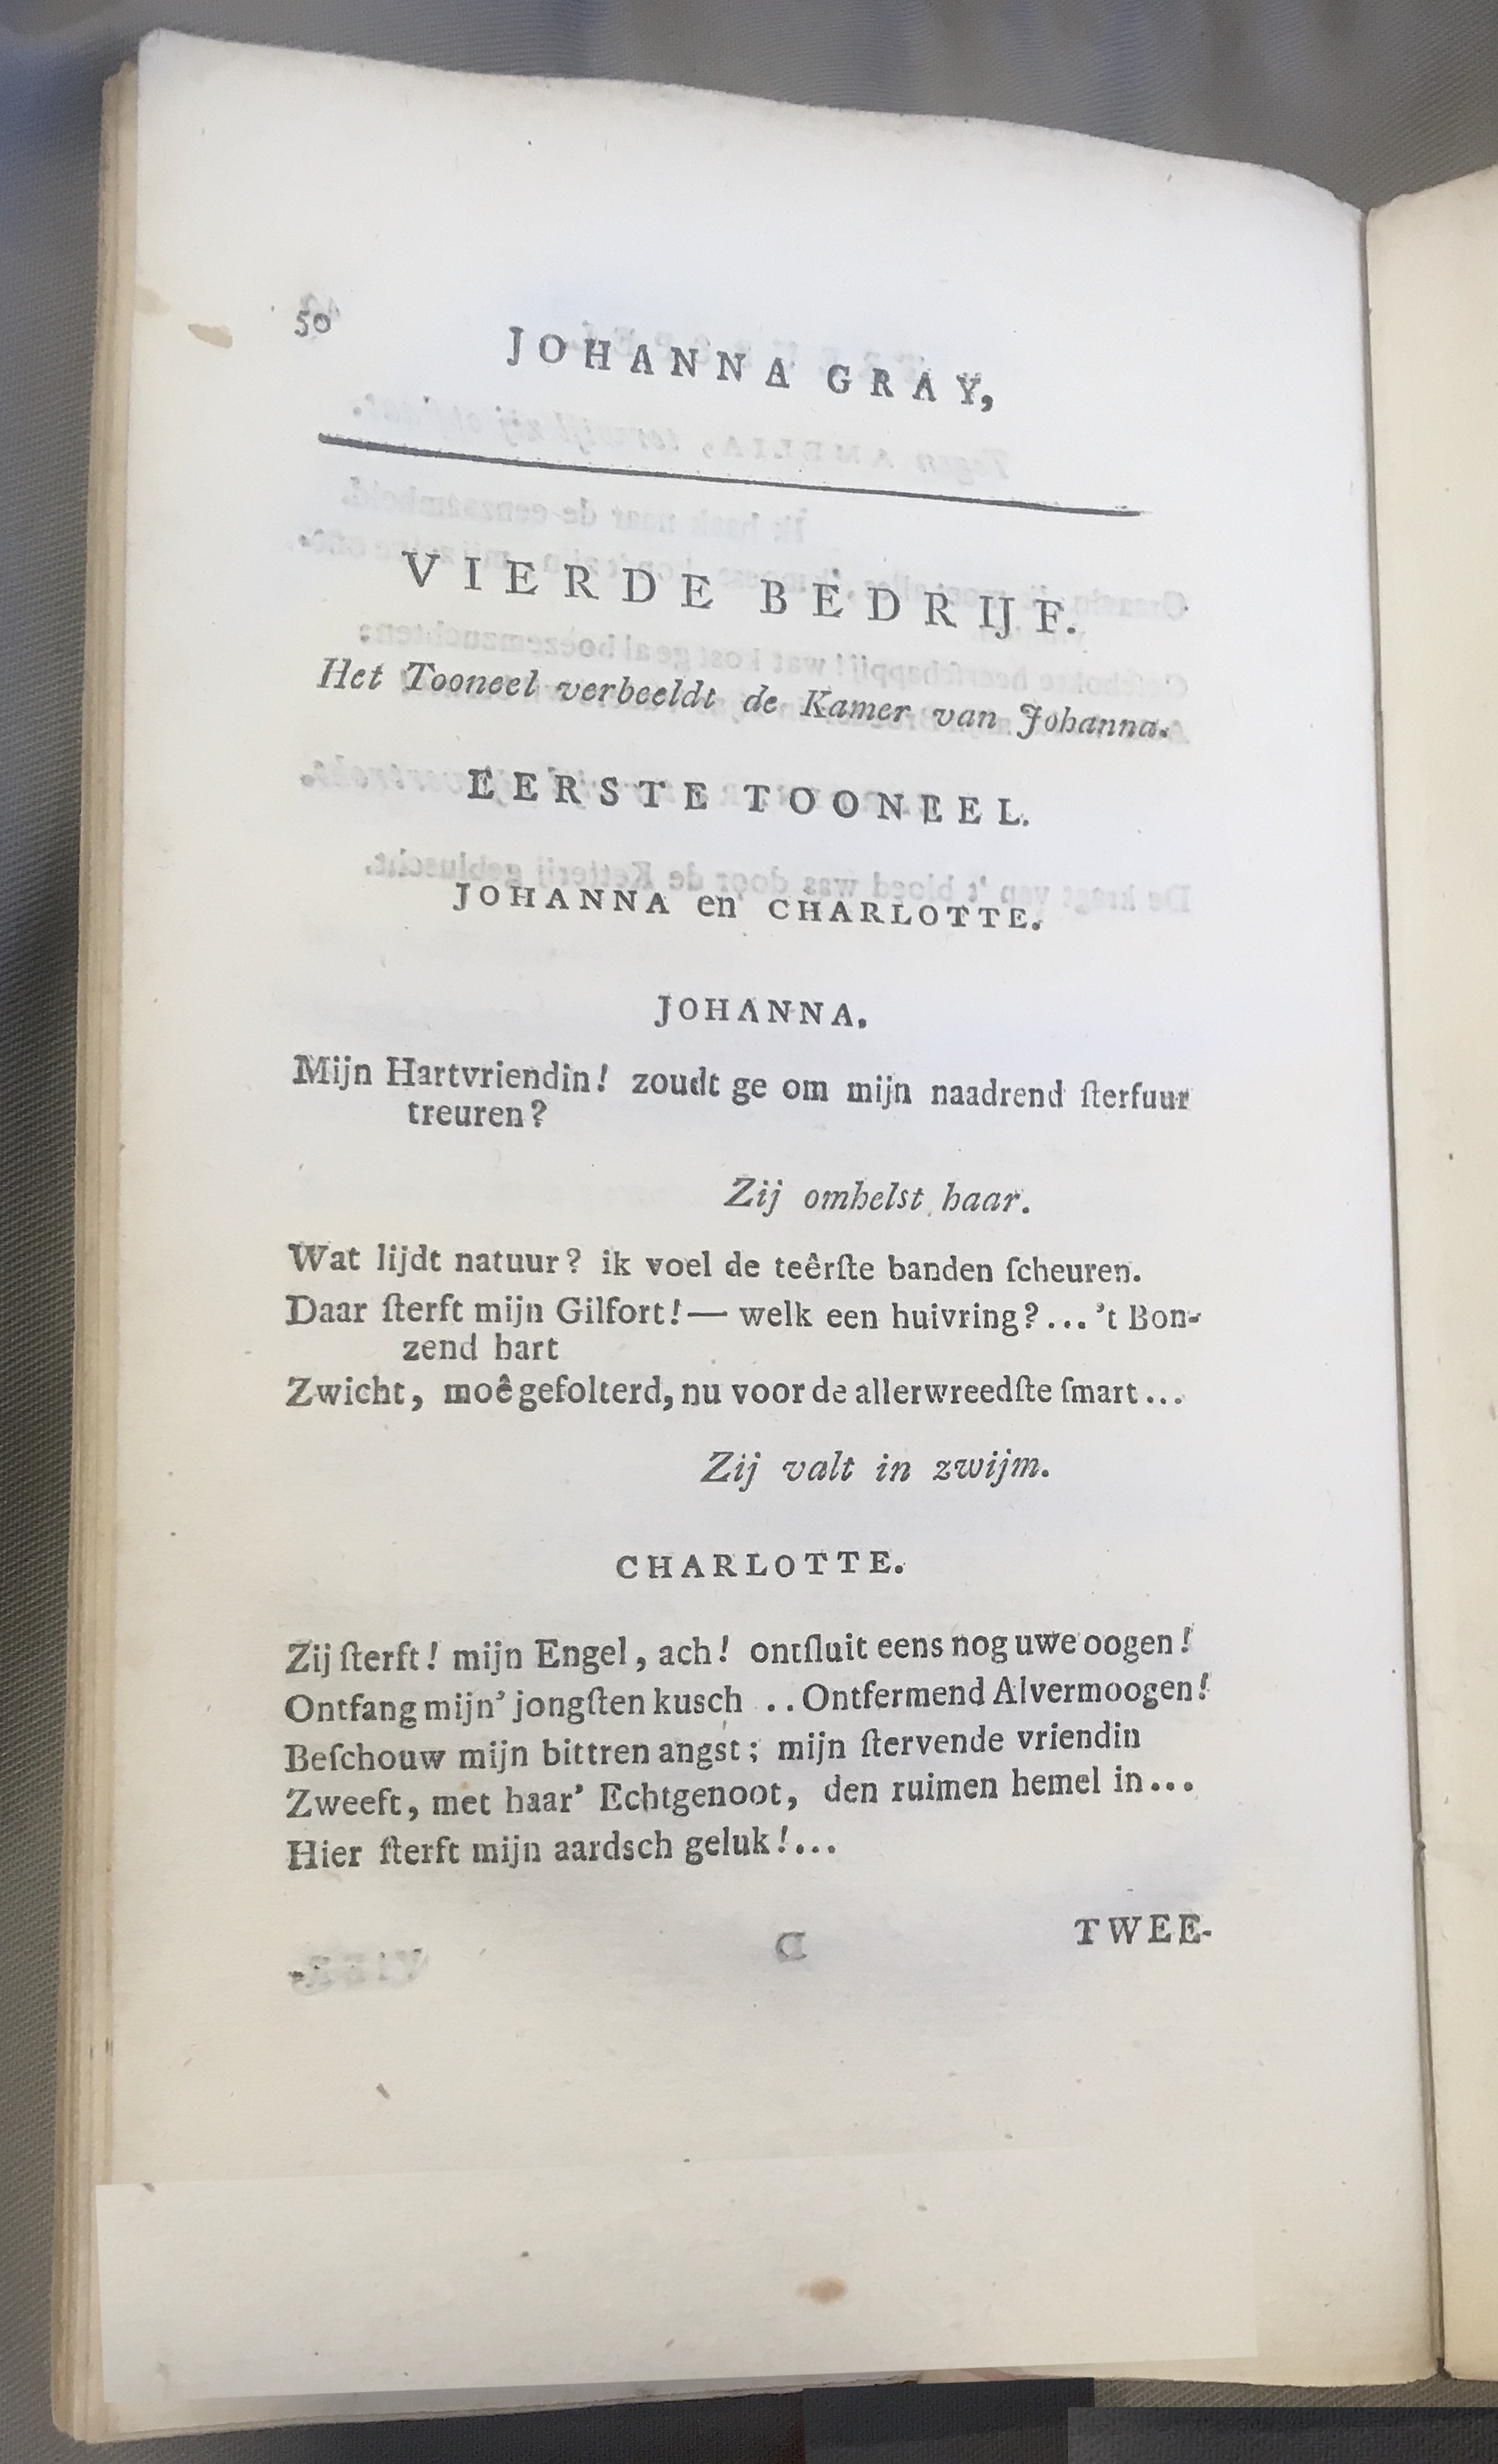 50
JOHANNA GRAY,
VIERDE BEDRIJF.
Het Tooneel verbeeldt de Kamer van Johanna.
EERSTE TOONEEL.
JOHANNA en CHARLOTTE.
JOHANNA.
Mijn Hartvriendin! zoudt ge om mijn naadrend ſterfuur
treuren?
Zij omhelst haar.
Wat lijdt natuur? ik voel de teêrſte banden ſcheuren.
Daar ſterft mijn Gilfort!— welk een huivring?... 't Bon-
zend hart
Zwicht, moêgefolterd, nu voor de allerwreedſte ſmart...
Zij valt in zwijm.
CHARLOTTE.
Zij ſterft! mijn Engel, ach! ontſluit eens nog uwe oogen!
Ontfang mijn' jongſten kusch .. Ontfermend Alvermoogen!
Beſchouw mijn bittren angst; mijn ſtervende vriendin
Zweeft, met haar' Echtgenoot, den ruimen hemel in...
Hier ſterft mijn aardsch geluk!...
TWEE-